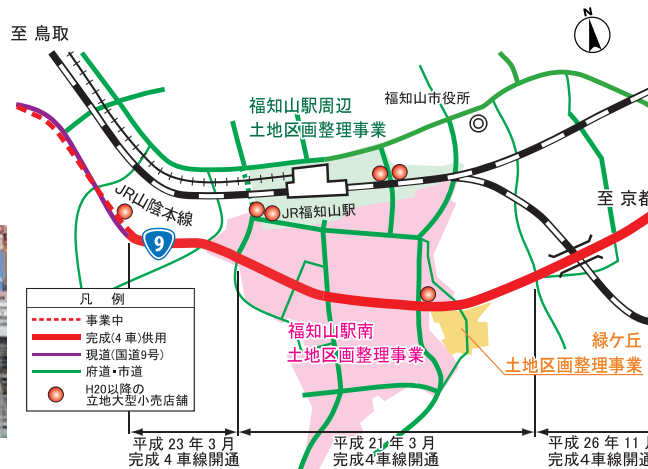 至 鳥取
N
福知山市役所
福知山駅周辺
土地区画整理事業
JR山陰本線
JR福知山駅
至 京都
9
凡 例
事業中
完成(4 車)供用
現道(国道9号)
府道・市道
H20以降の
立地大型小売店舗
福知山駅南
土地区画整理事業
緑ケ丘
土地区画整理事業
平成 23 年 3 月
完成 4 車線開通
平成 21 年 3 月
完成4車線開通
平成 26 年 11月
完成4車線開通